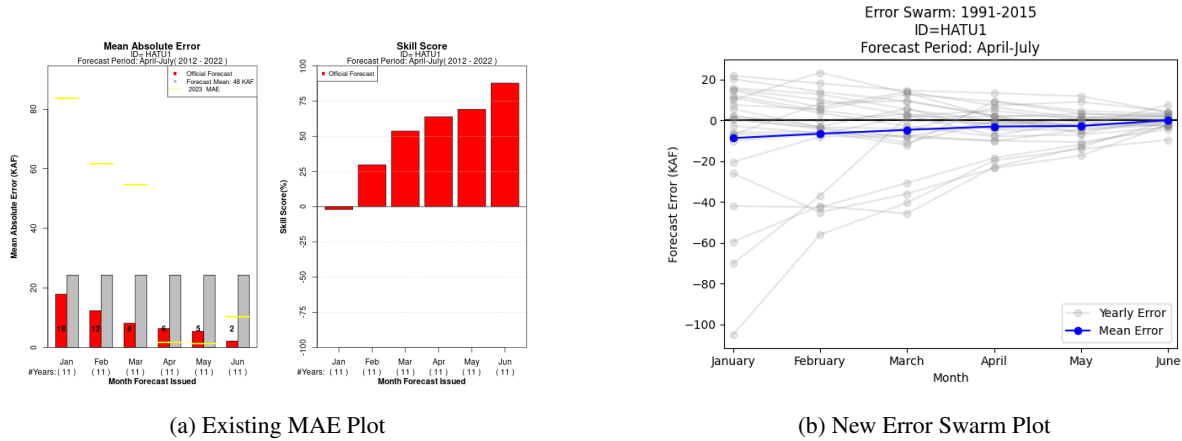 Mean Absolute Error
ID= HATU1
Forecast Period: April-July( 2012 - 2022 )
Official Forecast
Forecast Mean: 48 KAF
2023 MAE
Mean Absolute Error (KAF)
80
60
40
20
0
18
12
8
6
5
2
Jan
Feb
Mar
Apr
May
Jun
#Years: ( 11 ) ( 11 ) ( 11 ) ( 11 ) ( 11 ) ( 11 )
Month Forecast Issued
Skill Score
ID= HATU1
Forecast Period: April-July( 2012 - 2022 )
Official Forecast
Skill Score(%)
100
75
50
25
0
-25
-50
-75
-100
Jan
Feb
Mar
Apr
May
Jun
#Years: ( 11 ) ( 11 ) ( 11 ) ( 11 ) ( 11 ) ( 11 )
Month Forecast Issued
(a) Existing MAE Plot
Error Swarm: 1991-2015
ID=HATU1
Forecast Period: April-July
Forecast Error (KAF)
20
0
−20
−40
−60
−80
−100
January
February
March
April
May
June
Month
Yearly Error
Mean Error
(b) New Error Swarm Plot